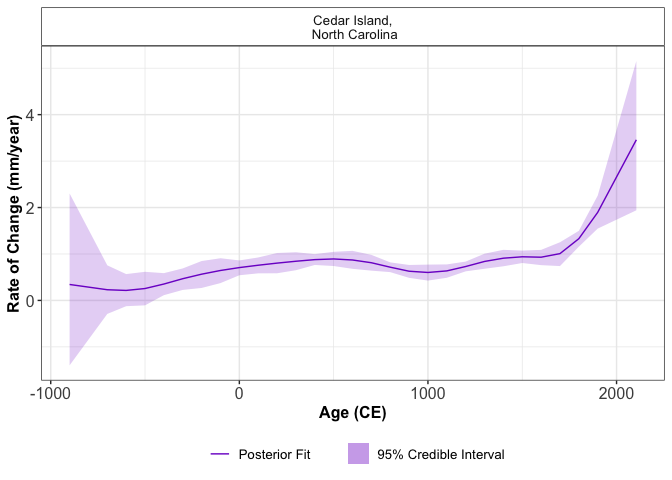 Cedar Island,
North Carolina
Rate of Change (mm/year)
4
2
0
-1000
0
1000
2000
Age (CE)
Posterior Fit
95% Credible Interval